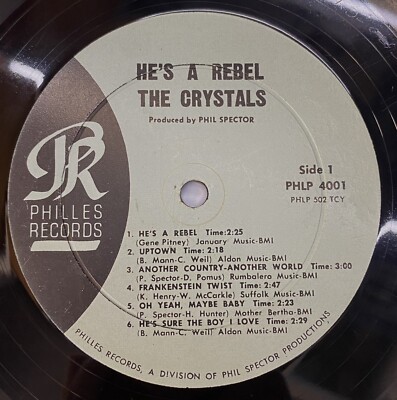 HE'S A REBEL
THE CRYSTALS
Produced by PHIL SPECTOR
PR
PHILLES
RECORDS
Side 1
PHLP 4001
PHLP 502 TCY
1. HE'S A REBEL Time: 2:25
(Gene Pitney) January Music-BMI
2. UPTOWN Time: 2:18
(B. Mann-C. Weil) Aldon Music-BMI
3. ANOTHER COUNTRY-ANOTHER WORLD Time: 3:00
(P. Spector-D. Pomus) Rumbalero Music-BMI
4. FRANKENSTEIN TWIST Time: 2:47
(K. Henry-W. McCarkle) Suffolk Music-BMI
5. OH YEAH, MAYBE BABY Time: 2:23
(P. Spector-H. Hunter) Mother Bertha-BMI
6. HE'S SURE THE BOY I LOVE Time: 2:29
(B. Mann-C. Weil) Aldon Music-BMI
PHILLES RECORDS, A DIVISION OF PHIL SPECTOR PRODUCTIONS